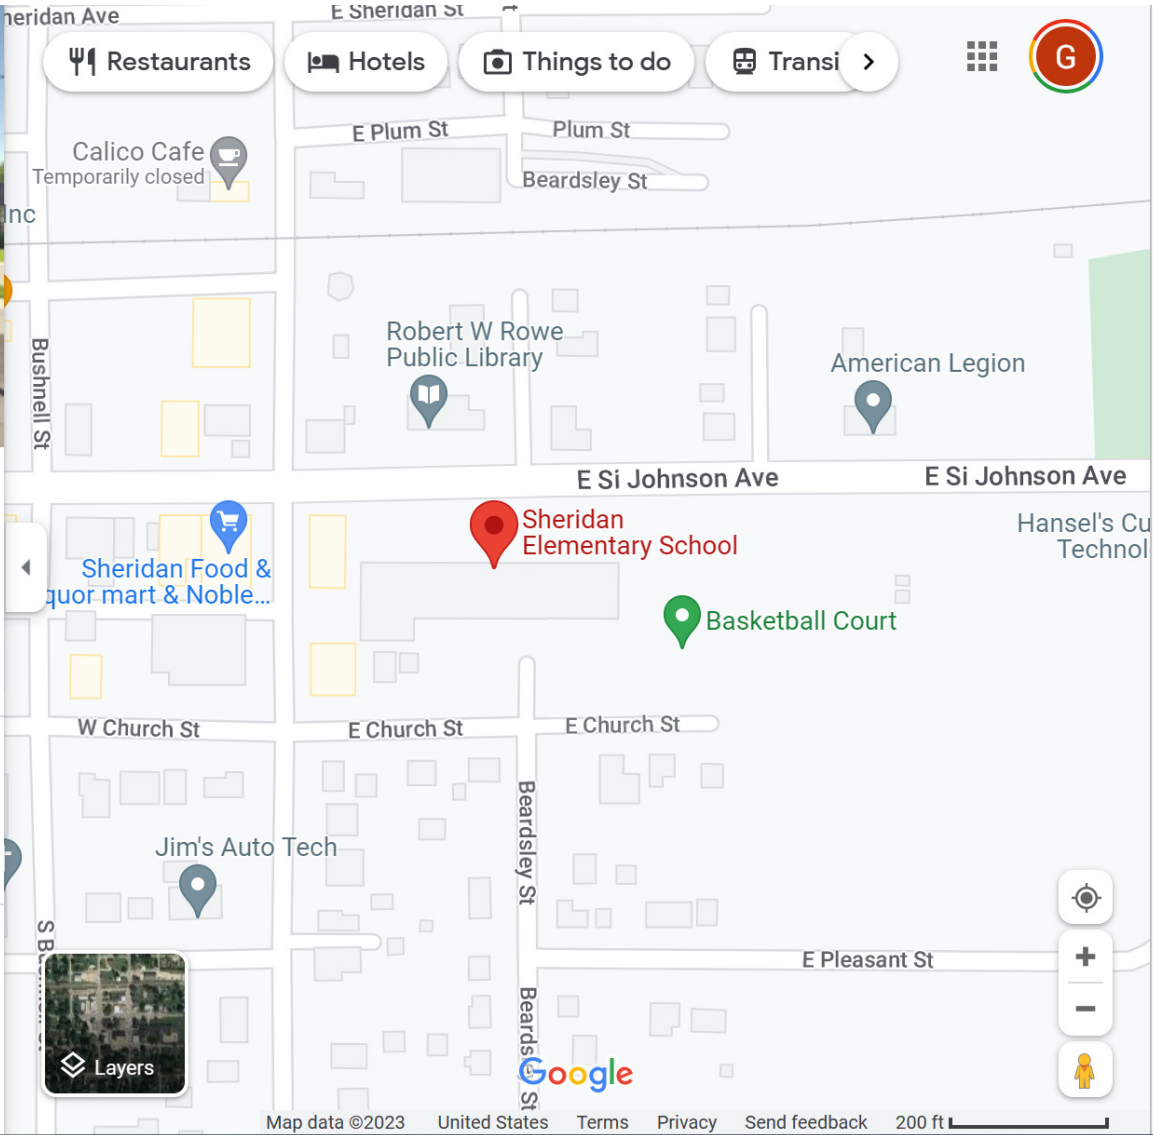 heridan Ave
E Sheridan St
Restaurants
Hotels
Things to do
Transi
G
E Plum St
Plum St
Calico Cafe
Temporarily closed
Beardsley St
Inc
Bushnell St
Robert W Rowe
Public Library
American Legion
E Si Johnson Ave
E Si Johnson Ave
Sheridan
Elementary School
Hansel's Cu
Technol
Sheridan Food &
quor mart & Noble...
Basketball Court
W Church St
E Church St
E Church St
Beardsley St
Jim's Auto Tech
E Pleasant St
Beardsley St
Layers
Google
Map data ©2023
United States
Terms
Privacy
Send feedback
200 ft